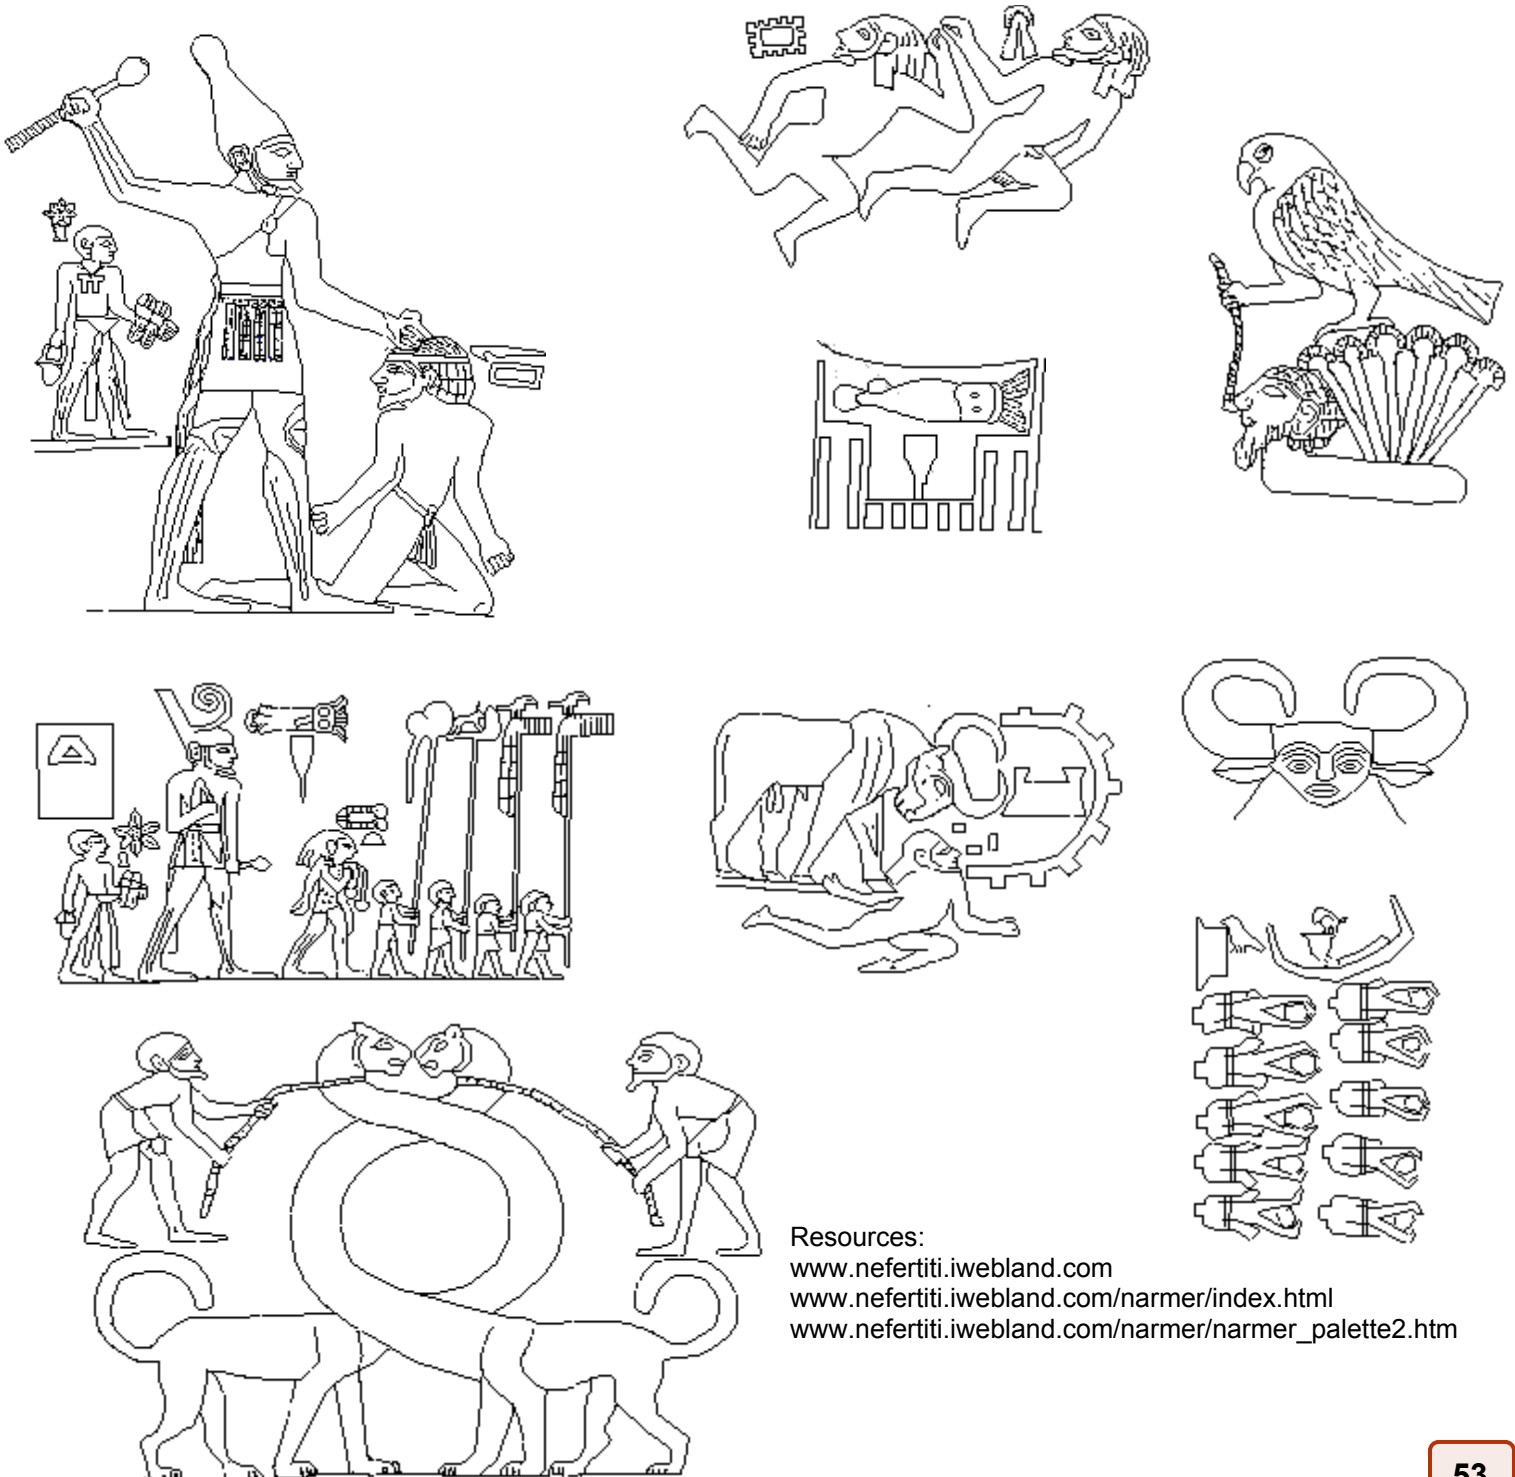 Resources:
www.nefertiti.iwebland.com
www.nefertiti.iwebland.com/narmer/index.html
www.nefertiti.iwebland.com/narmer/narmer_palette2.htm
53